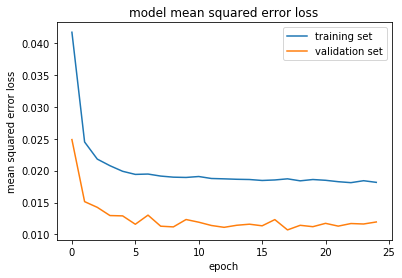 model mean squared error loss
training set
validation set
mean squared error loss
0.040
0.035
0.030
0.025
0.020
0.015
0.010
0 5 10 15 20 25
epoch